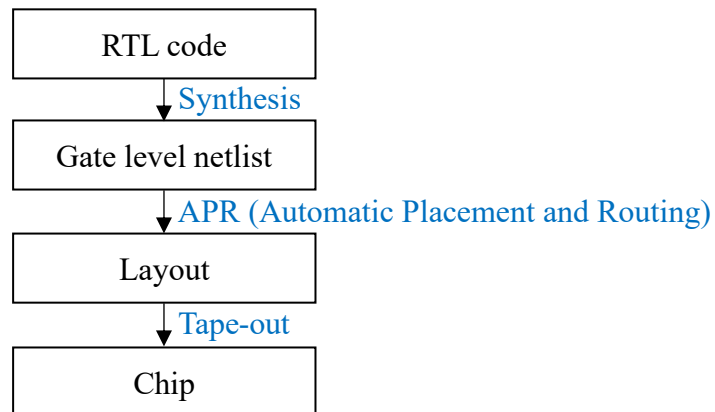 RTL code
Synthesis
Gate level netlist
APR (Automatic Placement and Routing)
Layout
Tape-out
Chip